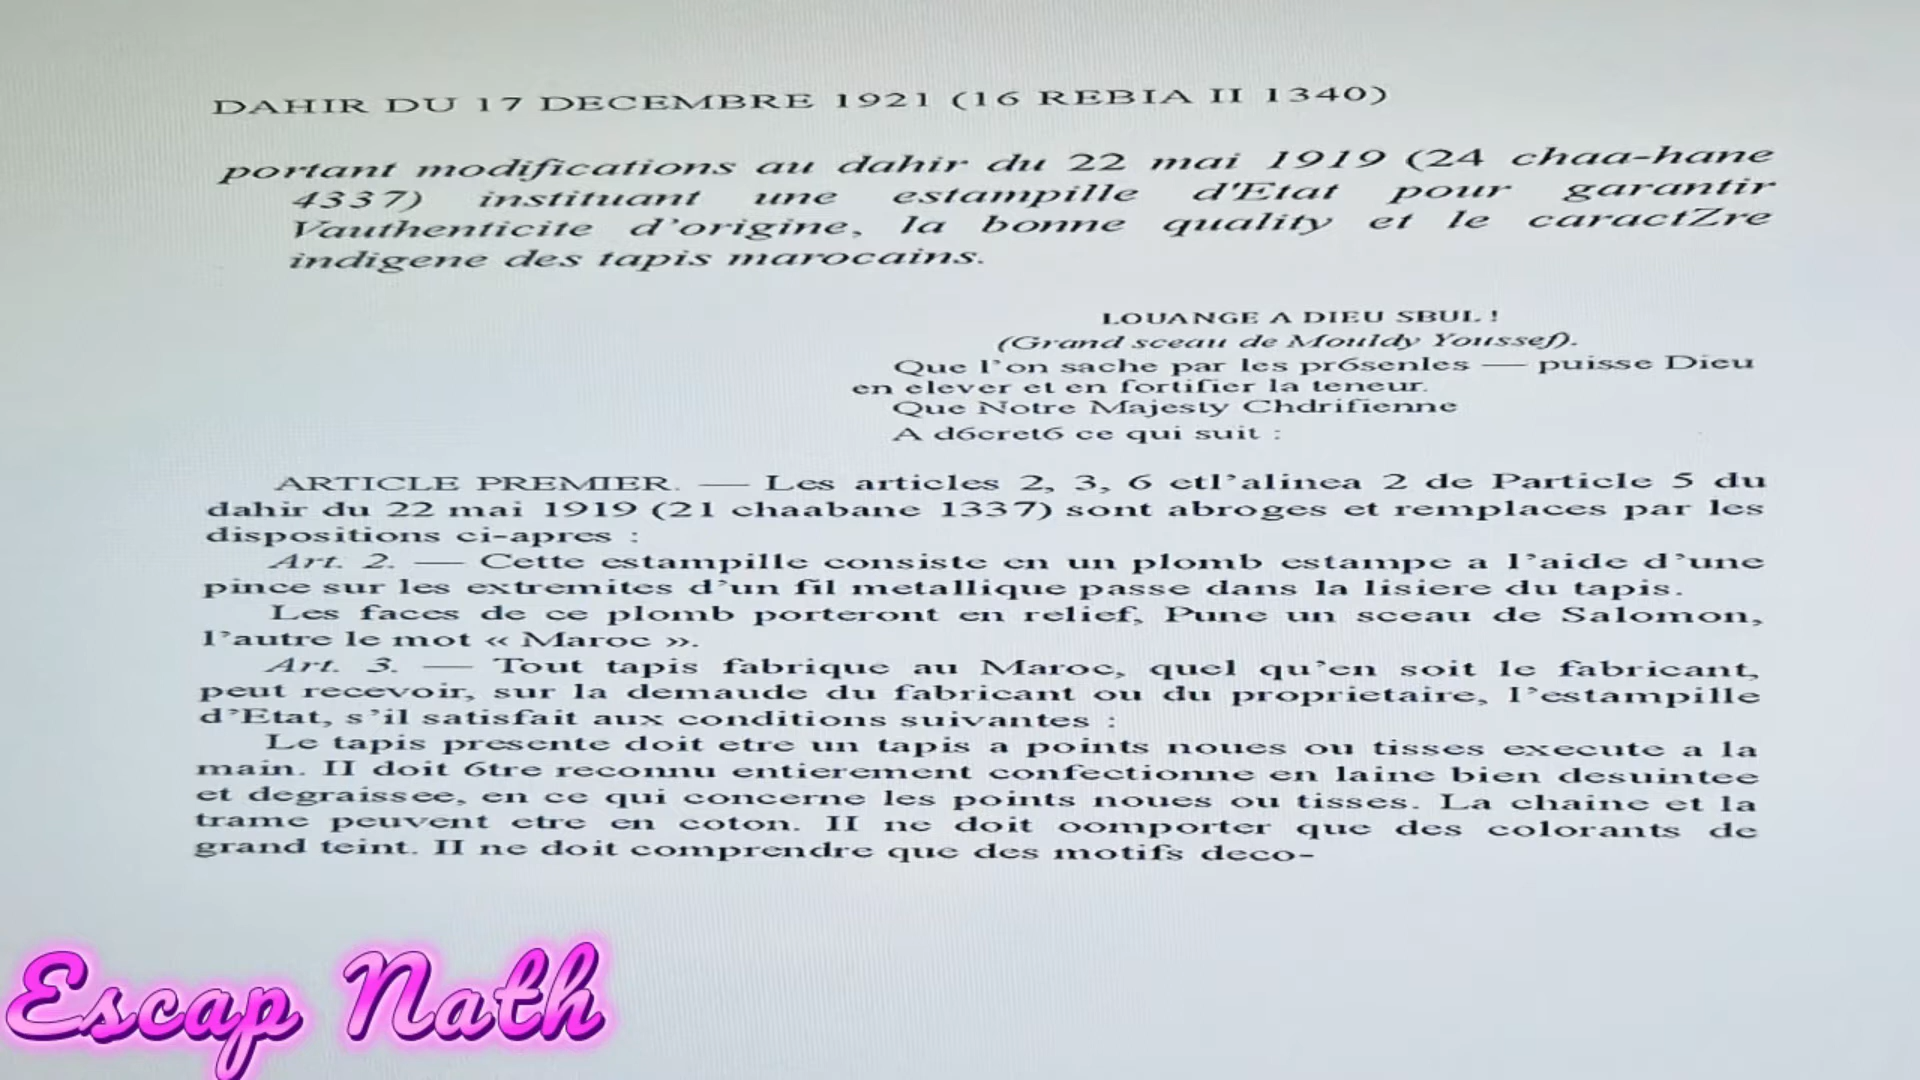 DAHIR DU 17 DECEMBRE 1921 (16 REBIA II 1340)
portant modifications au dahir du 22 mai 1919 (24 chaa-hane
4337) instituant une estampille d'Etat pour garantir
Vauthenticite d'origine, la bonne quality et le caractZre
indigene des tapis marocains.
LOUANGE A DIEU SBUL !
(Grand sceau de Mouldy Youssef).
Que l'on sache par les pr6senles — puisse Dieu
en elever et en fortifier la teneur.
Que Notre Majesty Chdrifienne
A d6cret6 ce qui suit :
ARTICLE PREMIER. — Les articles 2, 3, 6 etl'alinea 2 de Particle 5 du
dahir du 22 mai 1919 (21 chaabane 1337) sont abroges et remplaces par les
dispositions ci-apres :
Art. 2. — Cette estampille consiste en un plomb estampe a l'aide d'une
pince sur les extremites d'un fil metallique passe dans la lisiere du tapis.
Les faces de ce plomb porteront en relief, Pune un sceau de Salomon,
l'autre le mot « Maroc ».
Art. 3. — Tout tapis fabrique au Maroc, quel qu'en soit le fabricant,
peut recevoir, sur la demaude du fabricant ou du proprietaire, l'estampille
d'Etat, s'il satisfait aux conditions suivantes :
Le tapis presente doit etre un tapis a points noues ou tisses execute a la
main. II doit 6tre reconnu entierement confectionne en laine bien desuintee
et degraissee, en ce qui concerne les points noues ou tisses. La chaine et la
trame peuvent etre en coton. II ne doit oomporter que des colorants de
grand teint. II ne doit comprendre que des motifs deco-
Escap Nath